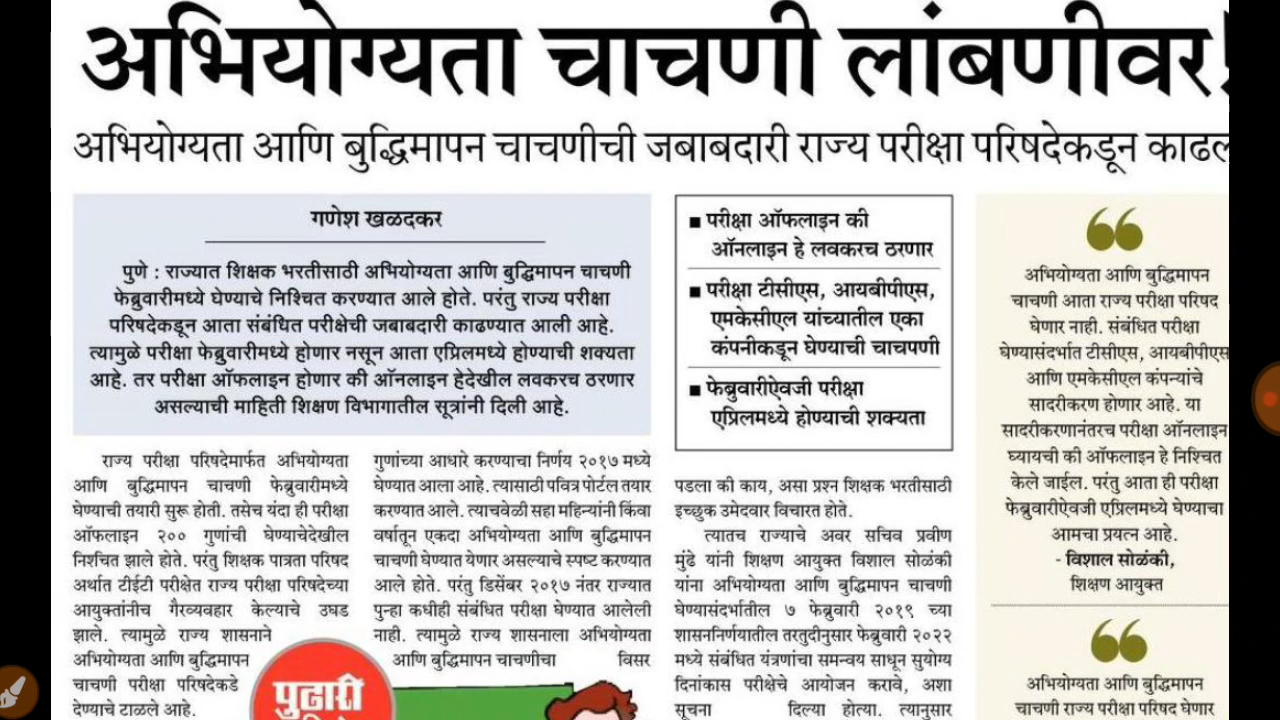 अभियोग्यता चाचणी लांबणीवर!
अभियोग्यता आणि बुद्धिमापन चाचणीची जबाबदारी राज्य परीक्षा परिषदेकडून काढल
गणेश खळदकर
पुणे : राज्यात शिक्षक भरतीसाठी अभियोग्यता आणि बुद्धिमापन चाचणी
फेब्रुवारीमध्ये घेण्याचे निश्चित करण्यात आले होते. परंतु राज्य परीक्षा
परिषदेकडून आता संबंधित परीक्षेची जबाबदारी काढण्यात आली आहे.
त्यामुळे परीक्षा फेब्रुवारीमध्ये होणार नसून आता एप्रिलमध्ये होण्याची शक्यता
आहे. तर परीक्षा ऑफलाइन होणार की ऑनलाइन हेदेखील लवकरच ठरणार
असल्याची माहिती शिक्षण विभागातील सूत्रांनी दिली आहे.
राज्य परीक्षा परिषदेमार्फत अभियोग्यता
आणि बुद्धिमापन चाचणी फेब्रुवारीमध्ये
घेण्याची तयारी सुरू होती. तसेच यंदा ही परीक्षा
ऑफलाइन २०० गुणांची घेण्याचेदेखील
निश्चित झाले होते. परंतु शिक्षक पात्रता परिषद
अर्थात टीईटी परीक्षेत राज्य परीक्षा परिषदेच्या
आयुक्तांनीच गैरव्यवहार केल्याचे उघड
झाले. त्यामुळे राज्य शासनाने
अभियोग्यता आणि बुद्धिमापन
चाचणी परीक्षा परिषदेकडे
देण्याचे टाळले आहे.
गुणांच्या आधारे करण्याचा निर्णय २०१७ मध्ये
घेण्यात आला आहे. त्यासाठी पवित्र पोर्टल तयार
करण्यात आले. त्याचवेळी सहा महिन्यांनी किंवा
वर्षातून एकदा अभियोग्यता आणि बुद्धिमापन
चाचणी घेण्यात येणार असल्याचे स्पष्ट करण्यात
आले होते. परंतु डिसेंबर २०१७ नंतर राज्यात
पुन्हा कधीही संबंधित परीक्षा घेण्यात आलेली
नाही. त्यामुळे राज्य शासनाला अभियोग्यता
आणि बुद्धिमापन चाचणीचा विसर
पुढारी
■ परीक्षा ऑफलाइन की
ऑनलाइन हे लवकरच ठरणार
■ परीक्षा टीसीएस, आयबीपीएस,
एमकेसीएल यांच्यातील एका
कंपनीकडून घेण्याची चाचपणी
■ फेब्रुवारीऐवजी परीक्षा
एप्रिलमध्ये होण्याची शक्यता
पडला की काय, असा प्रश्न शिक्षक भरतीसाठी
इच्छुक उमेदवार विचारत होते.
त्यातच राज्याचे अवर सचिव प्रवीण
मुंढे यांनी शिक्षण आयुक्त विशाल सोळंकी
यांना अभियोग्यता आणि बुद्धिमापन चाचणी
घेण्यासंदर्भातील ७ फेब्रुवारी २०१९ च्या
शासननिर्णयातील तरतुदीनुसार फेब्रुवारी २०२२
मध्ये संबंधित यंत्रणांचा समन्वय साधून सुयोग्य
दिनांकास परीक्षेचे आयोजन करावे, अशा
सूचना दिल्या होत्या. त्यानुसार
अभियोग्यता आणि बुद्धिमापन
चाचणी आता राज्य परीक्षा परिषद
घेणार नाही. संबंधित परीक्षा
घेण्यासंदर्भात टीसीएस, आयबीपीएस
आणि एमकेसीएल कंपन्यांचे
सादरीकरण होणार आहे. या
सादरीकरणानंतरच परीक्षा ऑनलाइन
घ्यायची की ऑफलाइन हे निश्चित
केले जाईल. परंतु आता ही परीक्षा
फेब्रुवारीऐवजी एप्रिलमध्ये घेण्याचा
आमचा प्रयत्न आहे.
- विशाल सोळंकी,
शिक्षण आयुक्त
अभियोग्यता आणि बुद्धिमापन
चाचणी राज्य परीक्षा परिषद घेणार